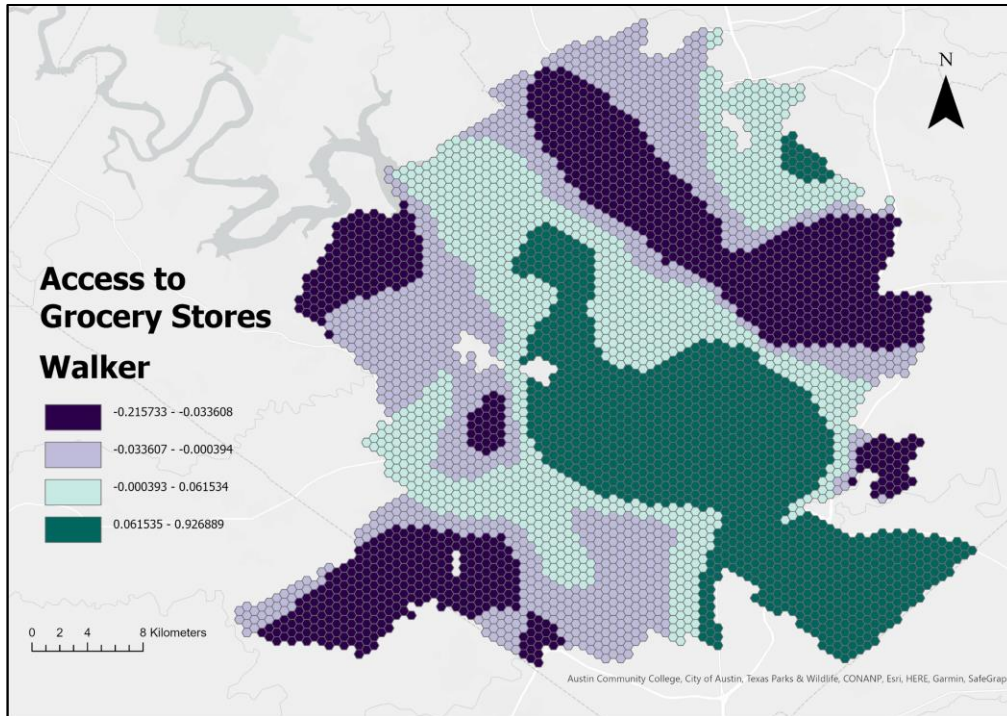 N
Access to
Grocery Stores
Walker
-0.215733 - -0.033608
-0.033607 - -0.000394
-0.000393 - 0.061534
0.061535 - 0.926889
0 2 4 8 Kilometers
Austin Community College, City of Austin, Texas Parks & Wildlife, CONANP, Esri, HERE, Garmin, SafeGrap